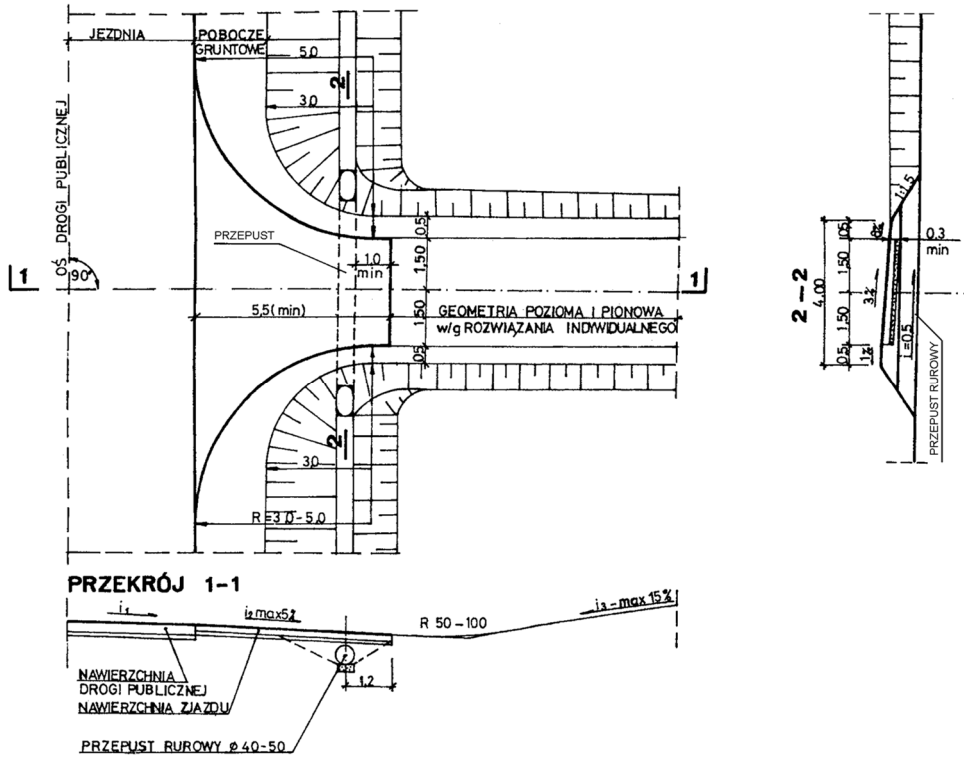 JEZDNIA
POBOCZE
GRUNTOWE
5,0
2
3,0
OŚ DROGI PUBLICZNEJ
90°
PRZEPUST
1,0
min
0,5
1,50
1,50
0,5
1
1
5,5(min)
GEOMETRIA POZIOMA I PIONOWA
w/g ROZWIĄZANIA INDYWIDUALNEGO
2
3,0
R=3,0-5,0
1:1,5
0,3
min
2-2
4.00
0,5
1,50
1,50
0,5
3%
1%
i=0,5
PRZEPUST RUROWY
PRZEKRÓJ 1-1
i₁
i₂ max5%
R 50-100
i₃-max 15%
1,2
NAWIERZCHNIA
DROGI PUBLICZNEJ
NAWIERZCHNIA ZJAZDU
PRZEPUST RUROWY ø 40-50